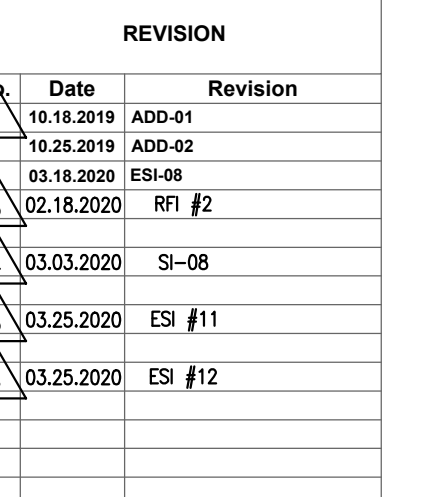 REVISION
Date Revision
10.18.2019 ADD-01
10.25.2019 ADD-02
03.18.2020 ESI-08
02.18.2020 RFI #2
03.03.2020 SI-08
03.25.2020 ESI #11
03.25.2020 ESI #12